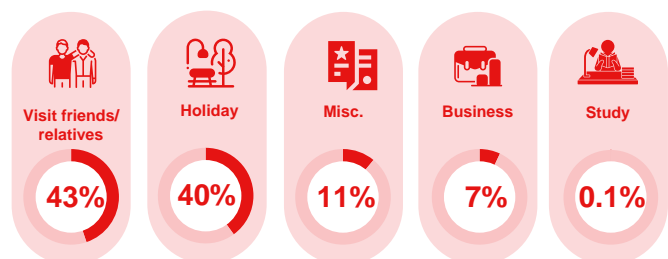 Visit friends/
relatives
43%
Holiday
40%
Misc.
11%
Business
7%
Study
0.1%